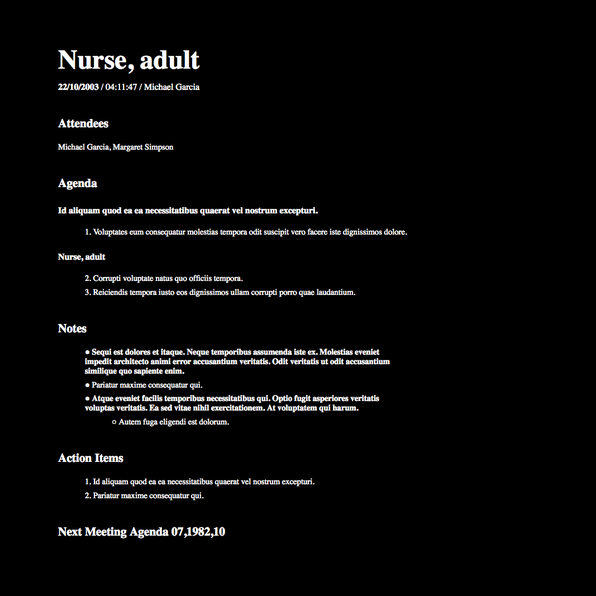 Nurse, adult
22/10/2003 / 04:11:47 / Michael Garcia
Attendees
Michael Garcia, Margaret Simpson
Agenda
Id aliquam quod ea ea necessitatibus quaerat vel nostrum excepturi.
1. Voluptates eum consequatur molestias tempora odit suscipit vero facere iste dignissimos dolore.
Nurse, adult
2. Corrupti voluptate natus quo officiis tempora.
3. Reiciendis tempora iusto eos dignissimos ullam corrupti porro quae laudantium.
Notes
● Sequi est dolores et itaque. Neque temporibus assumenda iste ex. Molestias eveniet
impedit architecto animi error accusantium veritatis. Odit veritatis ut odit accusantium
similique quo sapiente enim.
● Pariatur maxime consequatur qui.
● Atque eveniet facilis temporibus necessitatibus qui. Optio fugit asperiores veritatis
voluptas veritatis. Ea sed vitae nihil exercitationem. At voluptatem qui harum.
○ Autem fuga eligendi est dolorum.
Action Items
1. Id aliquam quod ea ea necessitatibus quaerat vel nostrum excepturi.
2. Pariatur maxime consequatur qui.
Next Meeting Agenda 07,1982,10